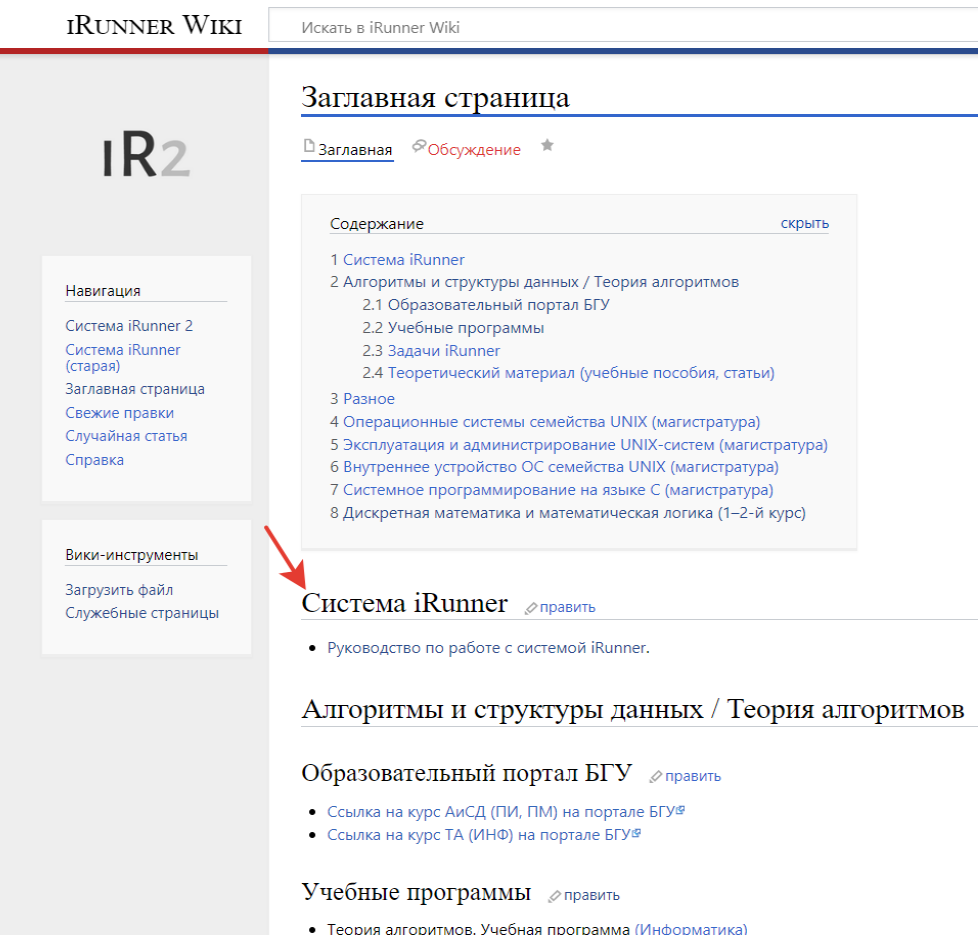 iRunner Wiki
Искать в iRunner Wiki
iR2
Навигация
Система iRunner 2
Система iRunner
(старая)
Заглавная страница
Свежие правки
Случайная статья
Справка
Вики-инструменты
Загрузить файл
Служебные страницы
Заглавная страница
Заглавная Обсуждение
Содержание скрыть
1 Система iRunner
2 Алгоритмы и структуры данных / Теория алгоритмов
2.1 Образовательный портал БГУ
2.2 Учебные программы
2.3 Задачи iRunner
2.4 Теоретический материал (учебные пособия, статьи)
3 Разное
4 Операционные системы семейства UNIX (магистратура)
5 Эксплуатация и администрирование UNIX-систем (магистратура)
6 Внутреннее устройство ОС семейства UNIX (магистратура)
7 Системное программирование на языке C (магистратура)
8 Дискретная математика и математическая логика (1–2-й курс)
Система iRunner править
• Руководство по работе с системой iRunner.
Алгоритмы и структуры данных / Теория алгоритмов
Образовательный портал БГУ править
• Ссылка на курс АиСД (ПИ, ПМ) на портале БГУ
• Ссылка на курс ТА (ИНФ) на портале БГУ
Учебные программы править
• Теория алгоритмов. Учебная программа (Информатика)